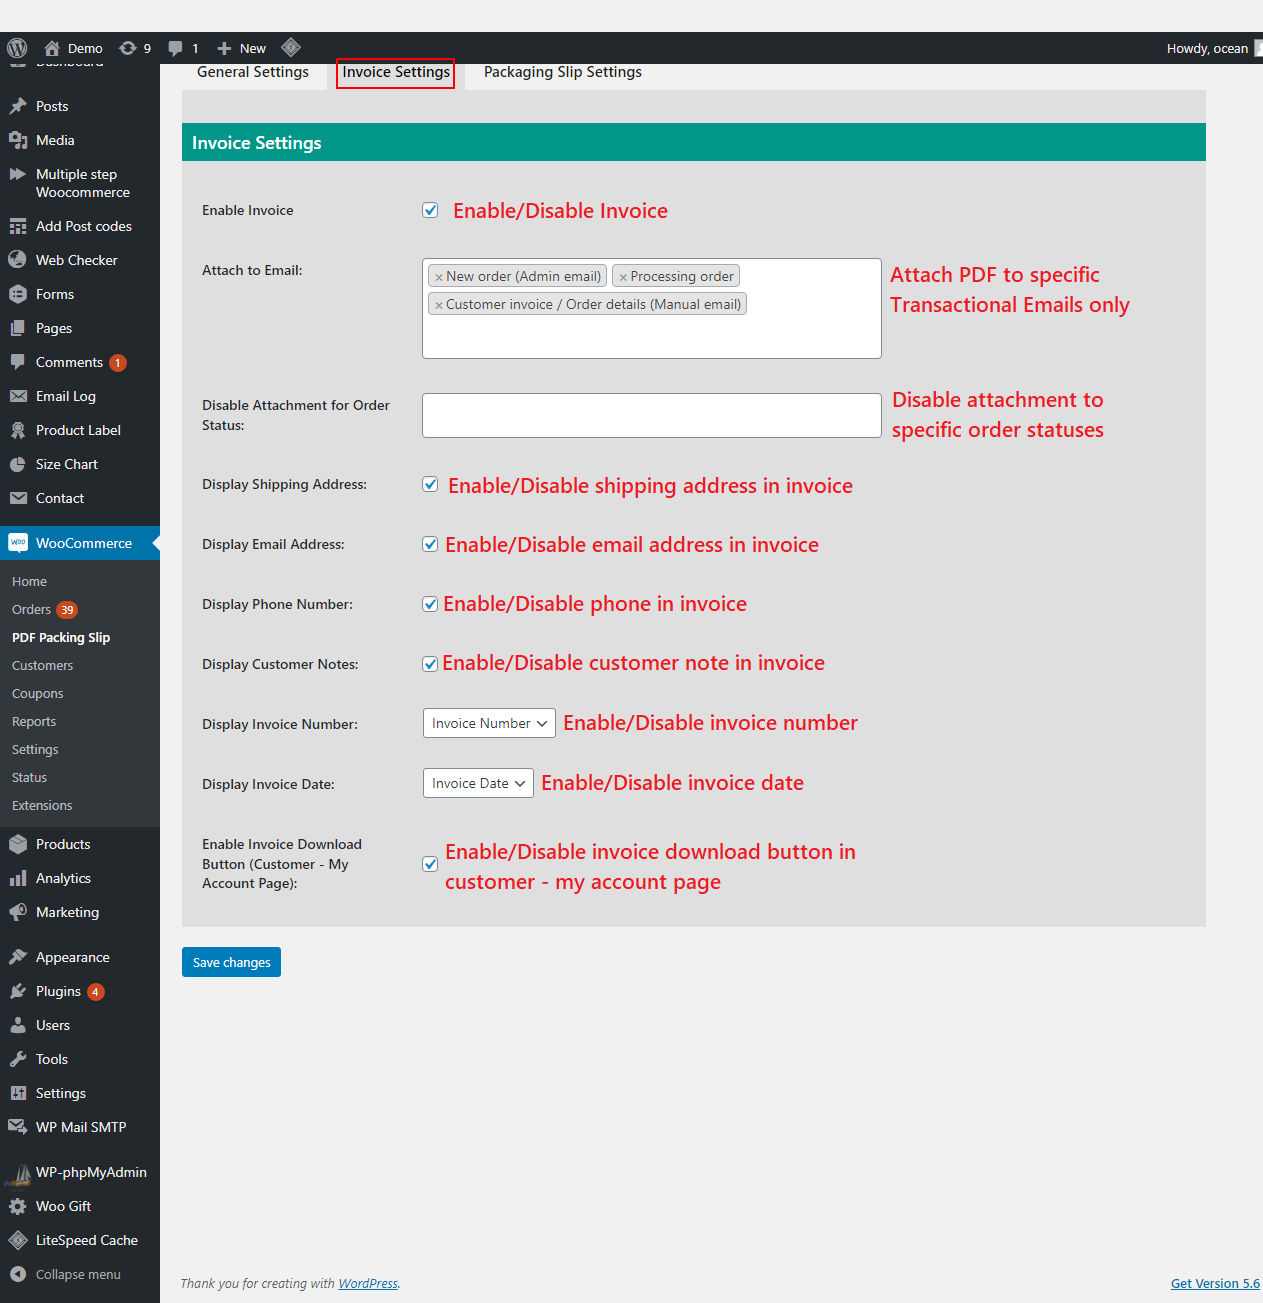 Demo 9 1 New Howdy, ocean
Dashboard
General Settings Invoice Settings Packaging Slip Settings
Posts
Media
Multiple step
Woocommerce
Add Post codes
Web Checker
Forms
Pages
Comments 1
Email Log
Product Label
Size Chart
Contact
WooCommerce
Home
Orders 39
PDF Packing Slip
Customers
Coupons
Reports
Settings
Status
Extensions
Products
Analytics
Marketing
Appearance
Plugins 4
Users
Tools
Settings
WP Mail SMTP
WP-phpMyAdmin
Woo Gift
LiteSpeed Cache
Collapse menu
Invoice Settings
Enable Invoice Enable/Disable Invoice
Attach to Email:
× New order (Admin email) × Processing order
× Customer invoice / Order details (Manual email)
Attach PDF to specific
Transactional Emails only
Disable Attachment for Order
Status:
Disable attachment to
specific order statuses
Display Shipping Address: Enable/Disable shipping address in invoice
Display Email Address: Enable/Disable email address in invoice
Display Phone Number: Enable/Disable phone in invoice
Display Customer Notes: Enable/Disable customer note in invoice
Display Invoice Number: Invoice Number Enable/Disable invoice number
Display Invoice Date: Invoice Date Enable/Disable invoice date
Enable Invoice Download
Button (Customer - My
Account Page):
Enable/Disable invoice download button in
customer - my account page
Save changes
Thank you for creating with WordPress. Get Version 5.6